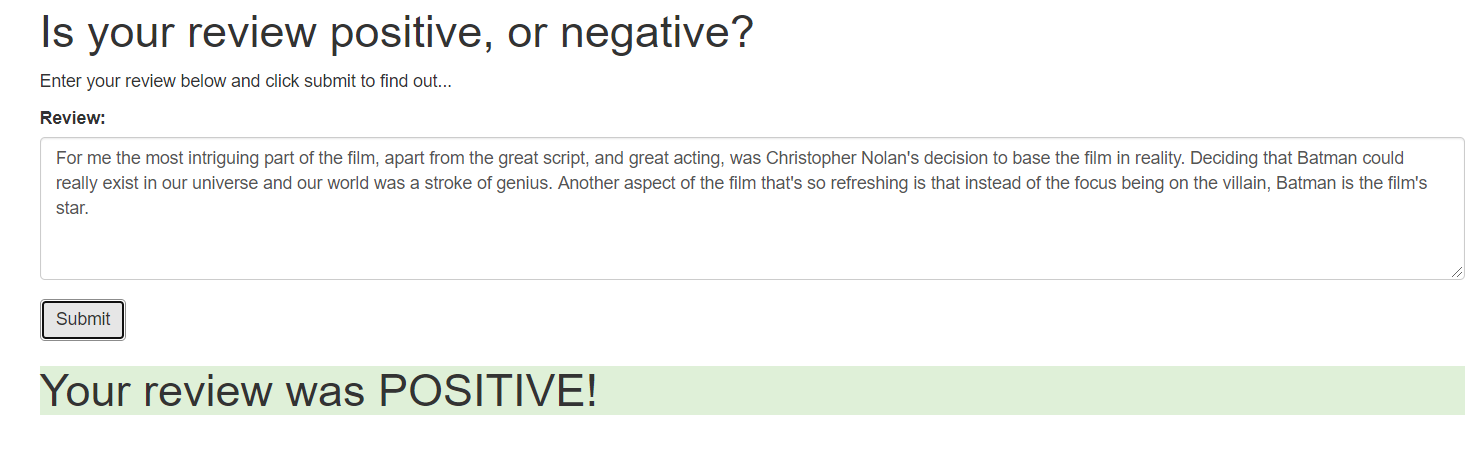 Is your review positive, or negative?
Enter your review below and click submit to find out...
Review:
For me the most intriguing part of the film, apart from the great script, and great acting, was Christopher Nolan's decision to base the film in reality. Deciding that Batman could
really exist in our universe and our world was a stroke of genius. Another aspect of the film that's so refreshing is that instead of the focus being on the villain, Batman is the film's
star.
Submit
Your review was POSITIVE!